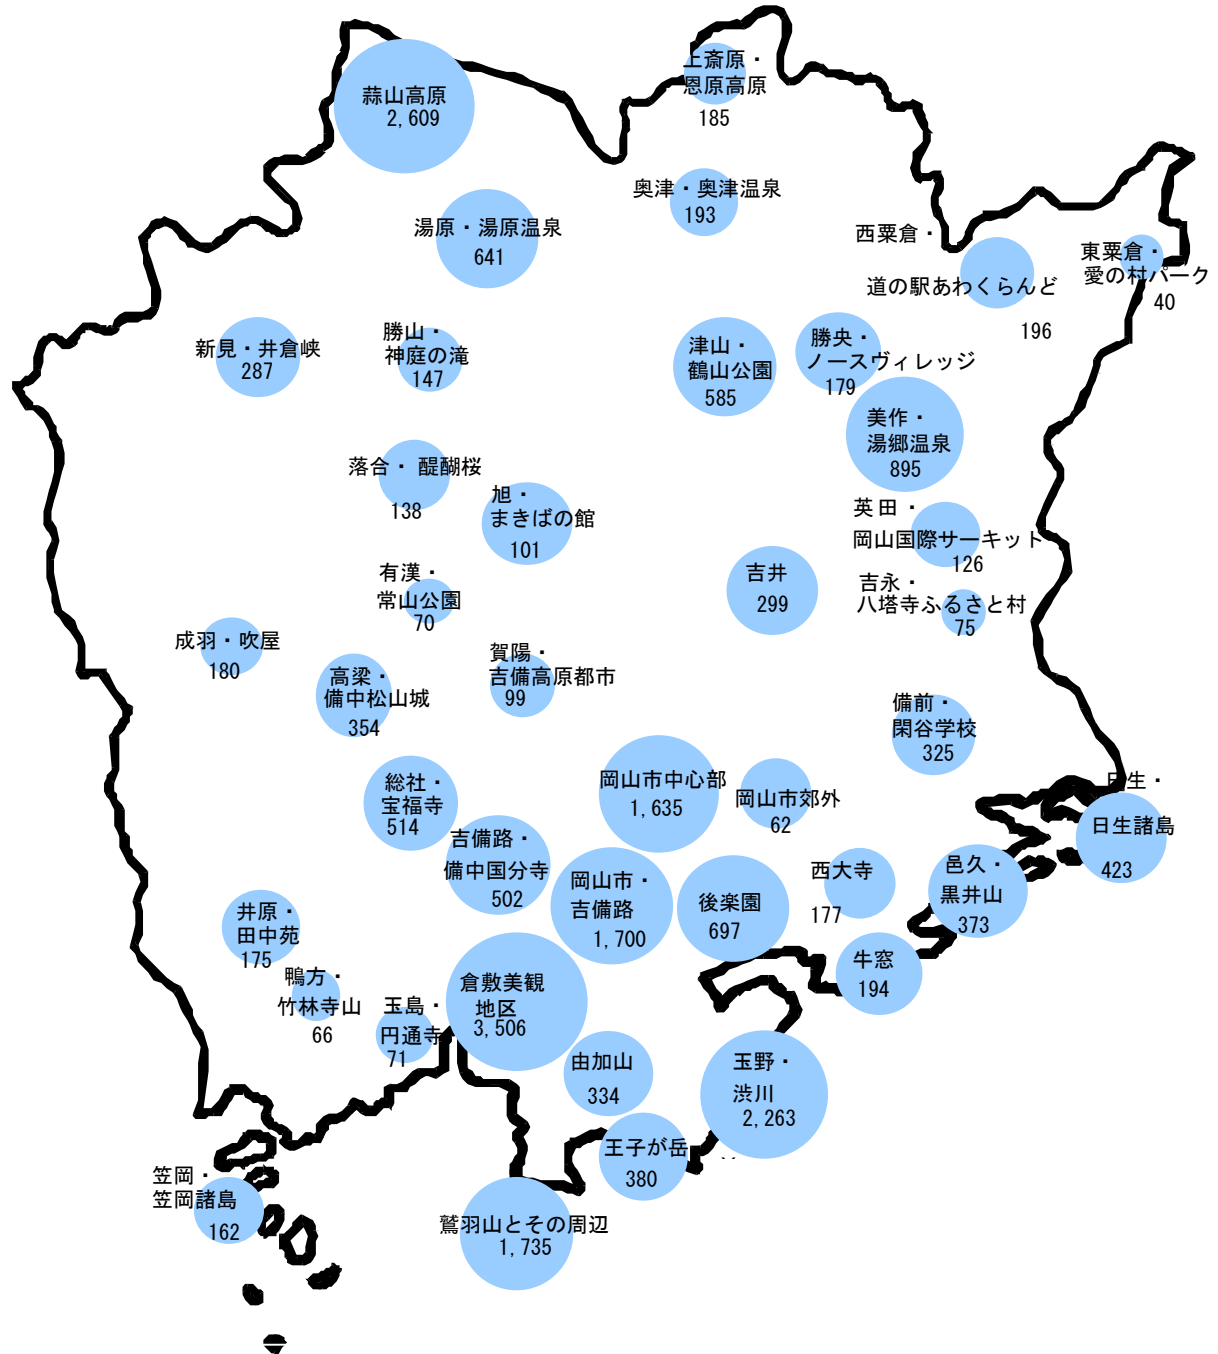 上斎原・
恩原高原
185
蒜山高原
2,609
奥津・奥津温泉
193
湯原・湯原温泉
641
西粟倉・
道の駅あわくらんど
196
東粟倉・
愛の村パーク
40
新見・井倉峡
287
勝山・
神庭の滝
147
津山・
鶴山公園
585
勝央・
ノースヴィレッジ
179
美作・
湯郷温泉
895
落合・ 醍醐桜
138
旭・
まきばの館
101
英田・
岡山国際サーキット
126
有漢・
常山公園
70
吉井
299
吉永・
八塔寺ふるさと村
75
成羽・吹屋
180
高梁・
備中松山城
354
賀陽・
吉備高原都市
99
備前・
閑谷学校
325
総社・
宝福寺
514
岡山市中心部
1,635
岡山市郊外
62
日生・
日生諸島
423
吉備路・
備中国分寺
502
岡山市・
吉備路
1,700
後楽園
697
西大寺
177
邑久・
黒井山
373
井原・
田中苑
175
牛窓
194
鴨方・
竹林寺山
66
玉島・
円通寺
71
倉敷美観
地区
3,506
由加山
334
玉野・
渋川
2,263
王子が岳
380
笠岡・
笠岡諸島
162
鷲羽山とその周辺
1,735